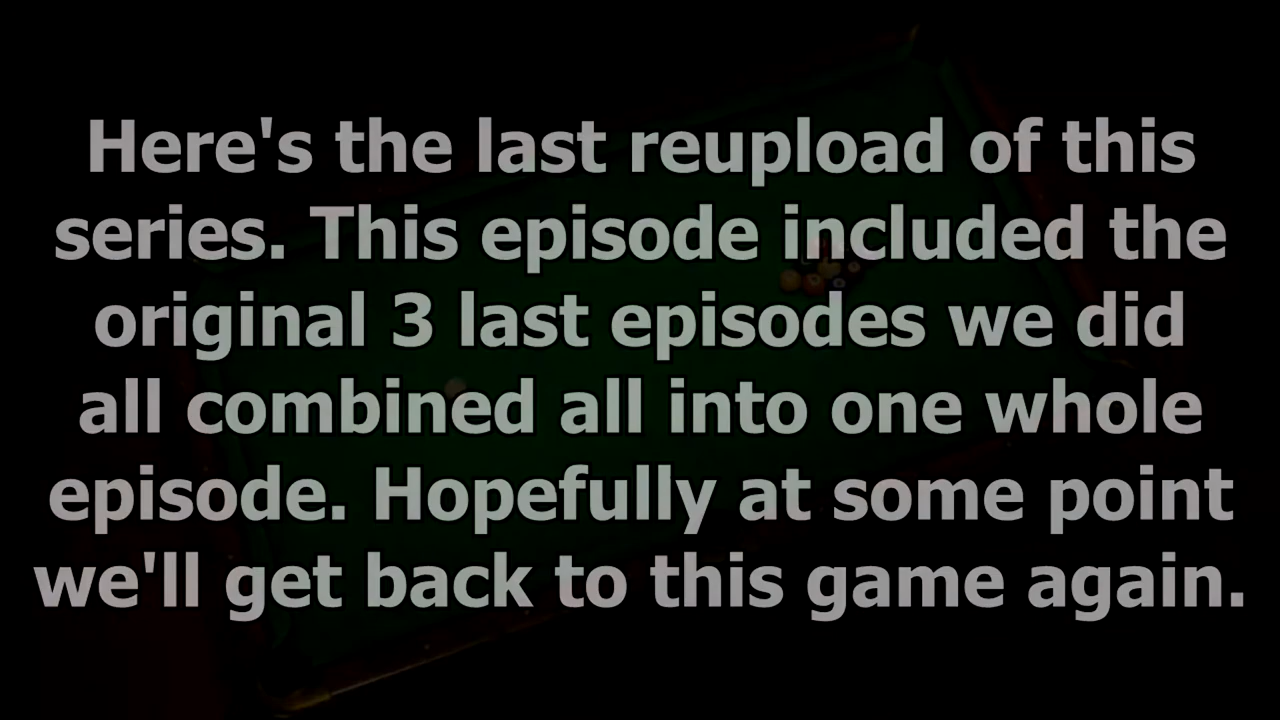 Here's the last reupload of this
series. This episode included the
original 3 last episodes we did
all combined all into one whole
episode. Hopefully at some point
we'll get back to this game again.